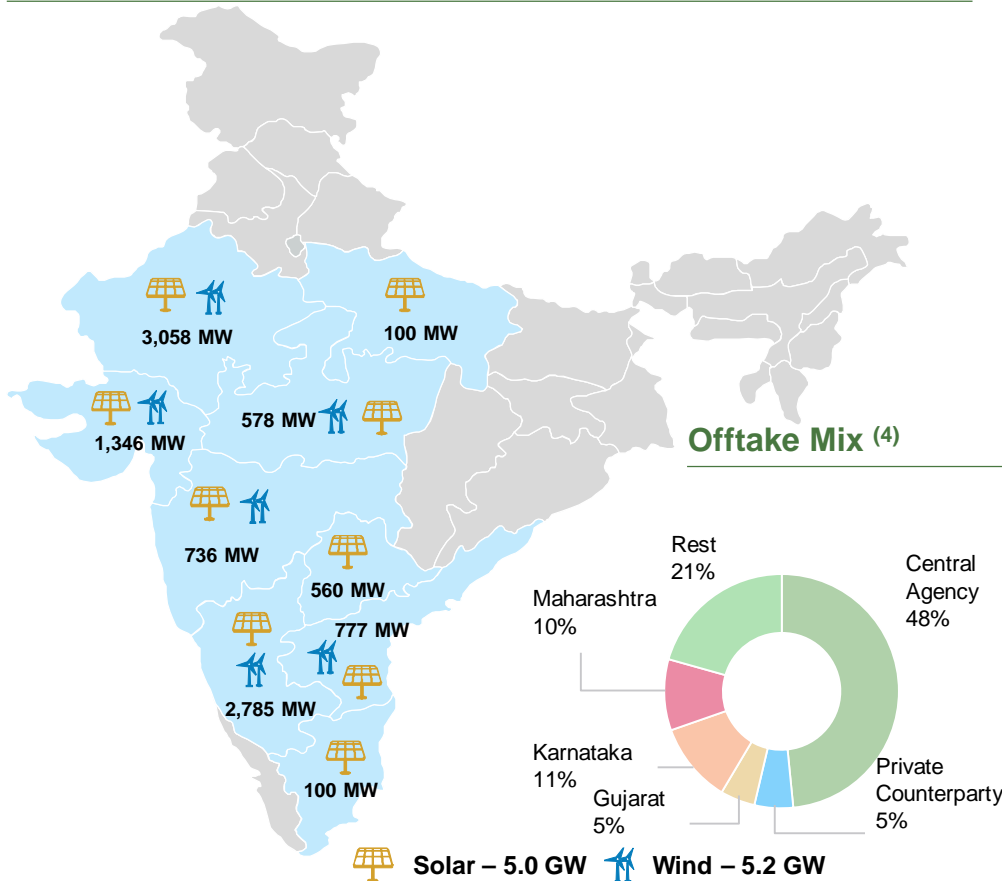 3,058 MW
100 MW
1,346 MW
578 MW
736 MW
560 MW
777 MW
2,785 MW
100 MW
Offtake Mix (4)
Rest
21%
Central
Agency
48%
Maharashtra
10%
Karnataka
11%
Gujarat
5%
Private
Counterparty
5%
Solar – 5.0 GW
Wind – 5.2 GW